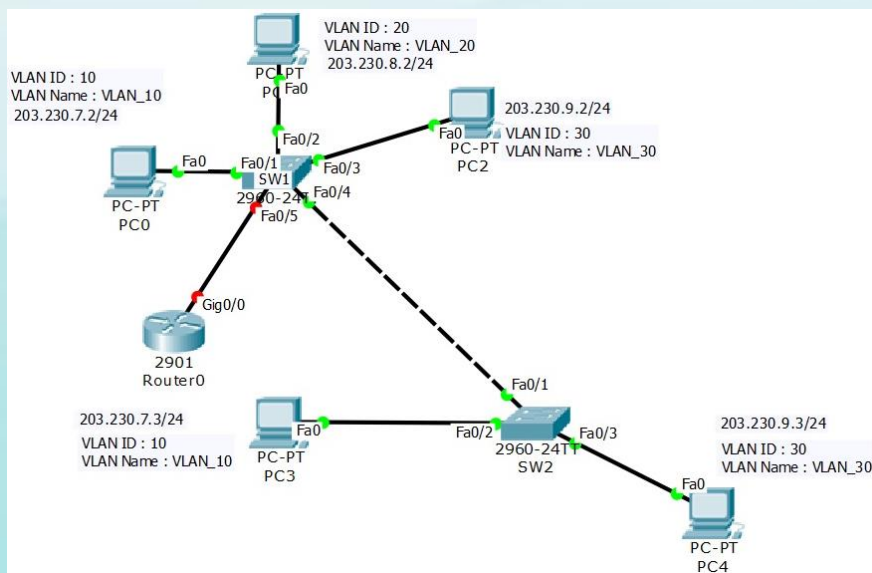 VLAN ID : 20
VLAN Name : VLAN_20
203.230.8.2/24
PC-PT
Fa0
VLAN ID : 10
VLAN Name : VLAN_10
203.230.7.2/24
203.230.9.2/24
VLAN ID : 30
VLAN Name : VLAN_30
Fa0
PC-PT
PC2
Fa0/2
Fa0/3
Fa0
Fa0/1
SW1
Fa0/4
Fa0/5
PC-PT
PC0
Gig0/0
2901
Router0
Fa0/1
203.230.7.3/24
VLAN ID : 10
VLAN Name : VLAN_10
Fa0
PC-PT
PC3
Fa0/2
Fa0/3
2960-24TT
SW2
203.230.9.3/24
VLAN ID : 30
VLAN Name : VLAN_30
Fa0
PC-PT
PC4